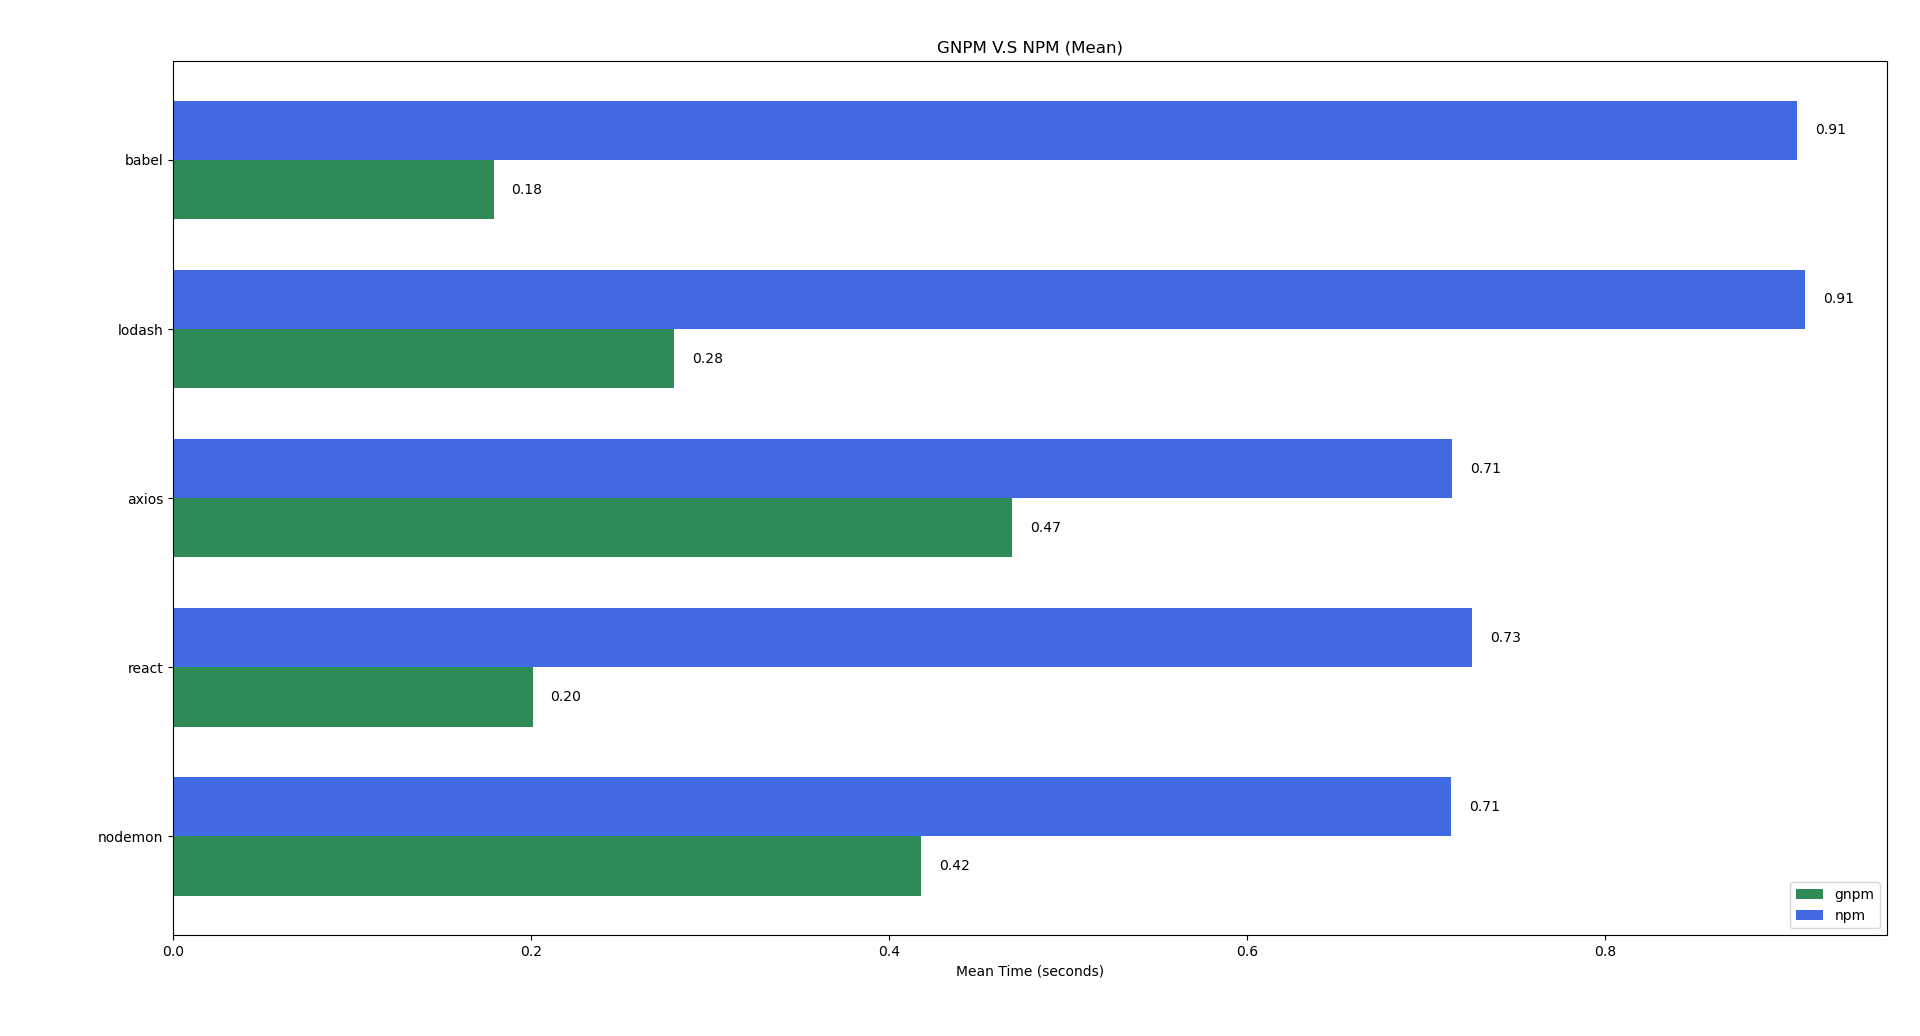 GNPM V.S NPM (Mean)
babel
0.91
0.18
lodash
0.91
0.28
axios
0.71
0.47
react
0.73
0.20
nodemon
0.71
0.42
gnpm
npm
0.0 0.2 0.4 0.6 0.8
Mean Time (seconds)